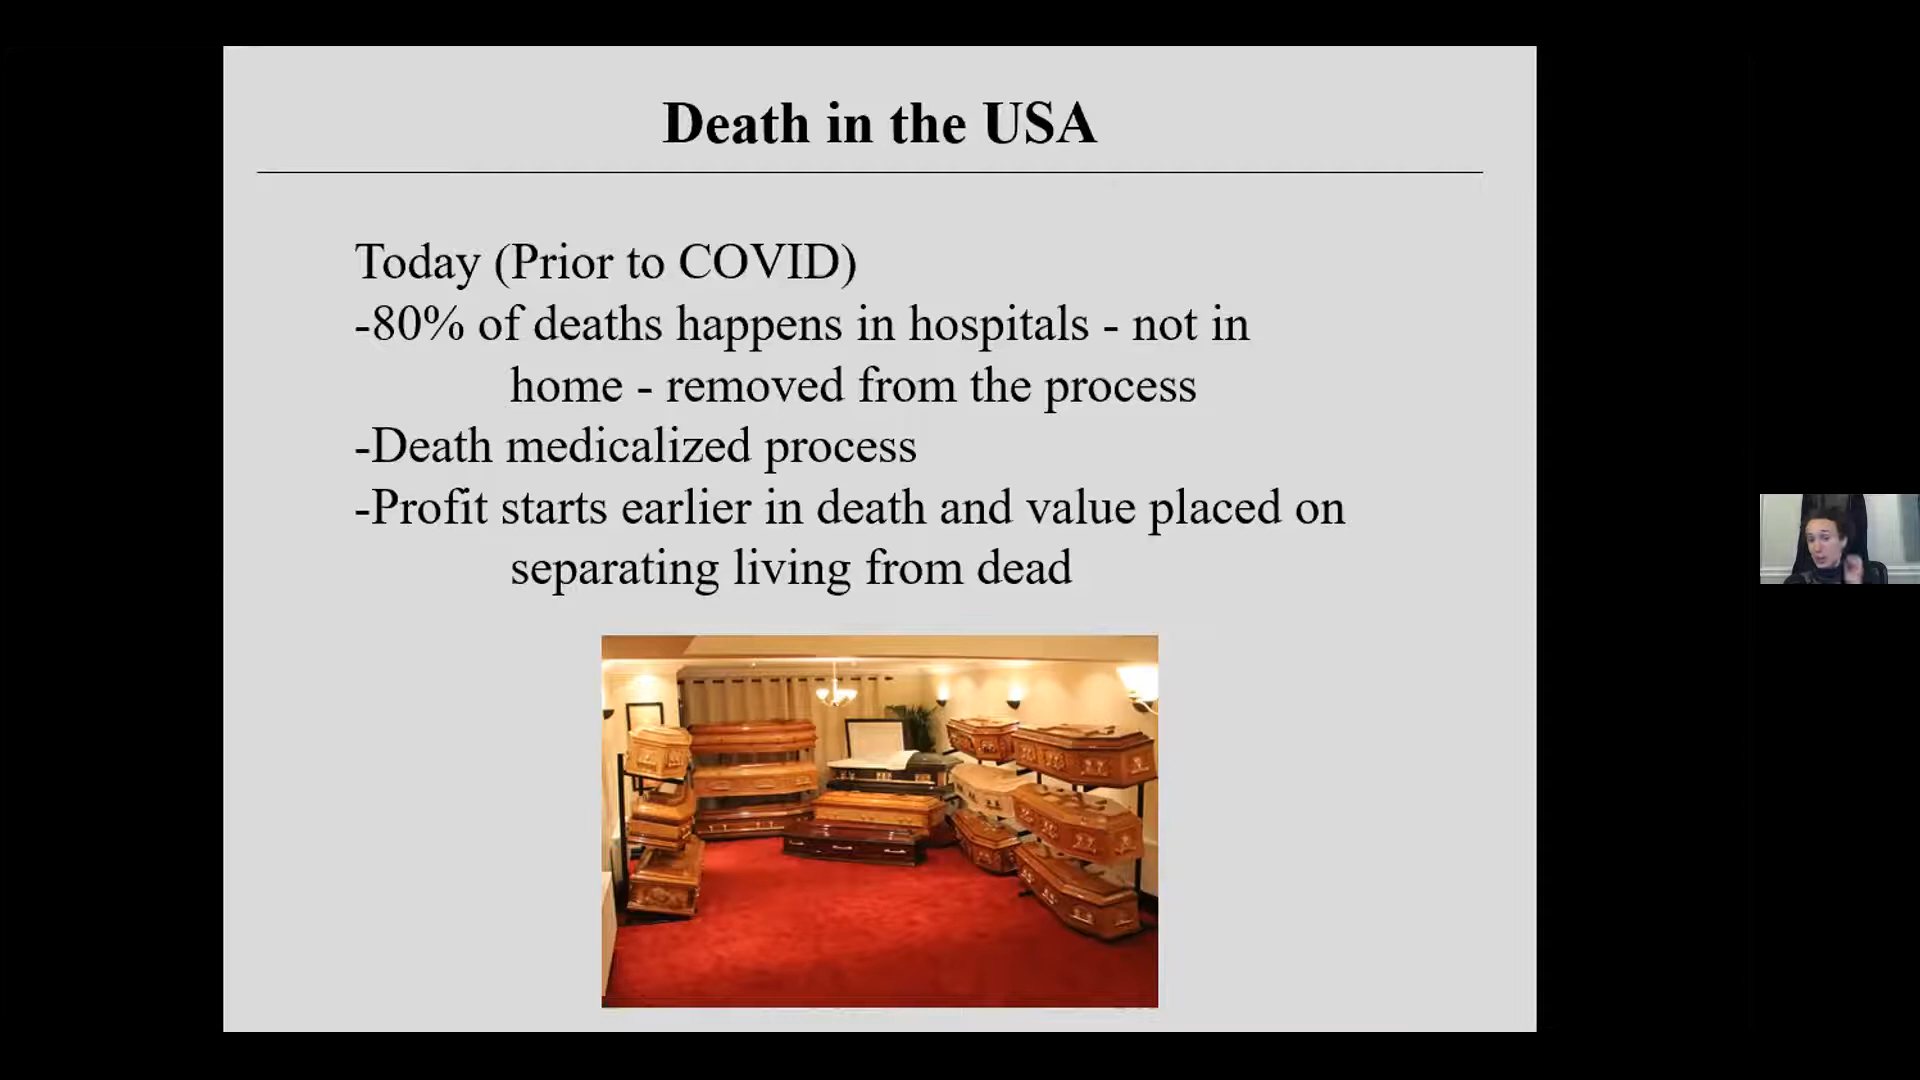 Death in the USA
Today (Prior to COVID)
-80% of deaths happens in hospitals - not in
home - removed from the process
-Death medicalized process
-Profit starts earlier in death and value placed on
separating living from dead